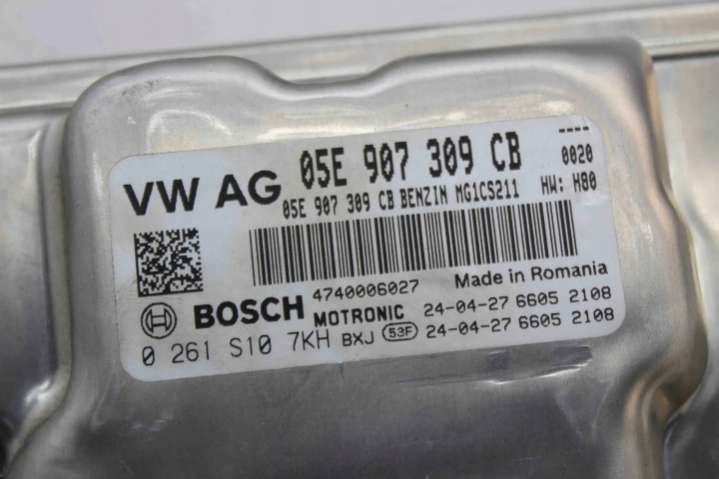 VW AG 05E 907 309 CB ----
05E 907 309 CB BENZIN MG1CS211 0020
HW: H80
4740006027 Made in Romania
BOSCH MOTRONIC 24-04-27 6605 2108
0 261 S10 7KH BXJ 53F 24-04-27 6605 2108